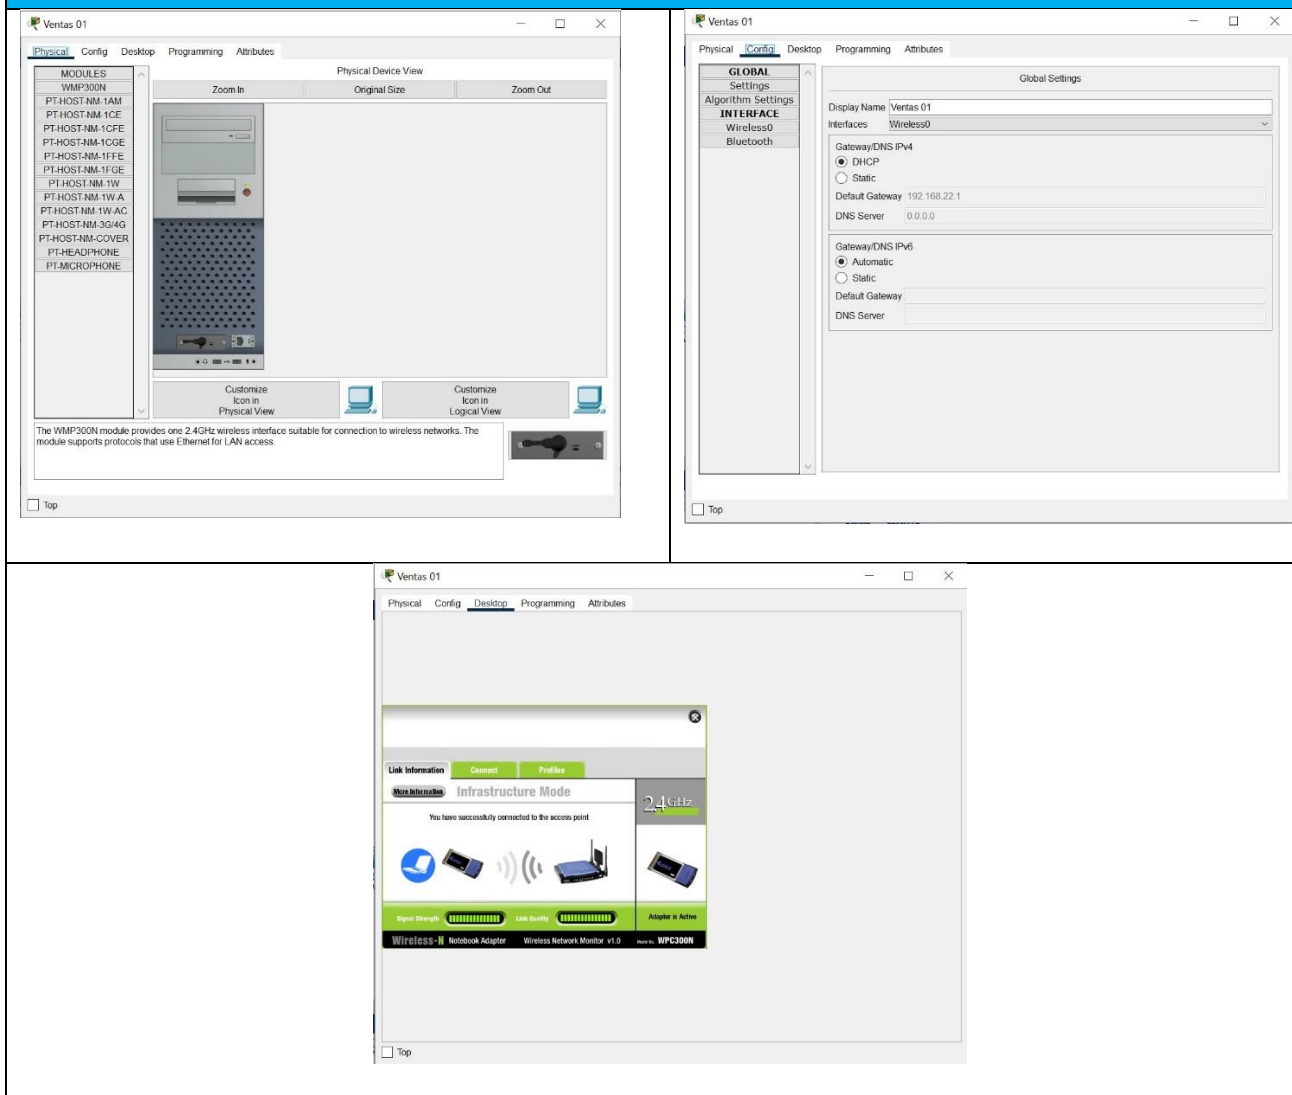 Ventas 01
Physical Config Desktop Programming Attributes
MODULES
WMP300N
PT-HOST-NM-1AM
PT-HOST-NM-1CE
PT-HOST-NM-1CFE
PT-HOST-NM-1CGE
PT-HOST-NM-1FFE
PT-HOST-NM-1FGE
PT-HOST-NM-1W
PT-HOST-NM-1W-A
PT-HOST-NM-1W-AC
PT-HOST-NM-3G/4G
PT-HOST-NM-COVER
PT-HEADPHONE
PT-MICROPHONE
Physical Device View
Zoom In Original Size Zoom Out
Customize
Icon in
Physical View
Customize
Icon in
Logical View
The WMP300N module provides one 2.4GHz wireless interface suitable for connection to wireless networks. The
module supports protocols that use Ethernet for LAN access.
Top
Ventas 01
Physical Config Desktop Programming Attributes
GLOBAL
Settings
Algorithm Settings
INTERFACE
Wireless0
Bluetooth
Global Settings
Display Name Ventas 01
Interfaces Wireless0
Gateway/DNS IPv4
DHCP
Static
Default Gateway 192.168.22.1
DNS Server 0.0.0.0
Gateway/DNS IPv6
Automatic
Static
Default Gateway
DNS Server
Top
Ventas 01
Physical Config Desktop Programming Attributes
Link Information Connect Profiles
More Information Infrastructure Mode
2.4GHz
You have successfully connected to the access point
Signal Strength Link Quality Adapter is Active
Wireless-N Notebook Adapter Wireless Network Monitor v1.0 Model No. WPC300N
Top